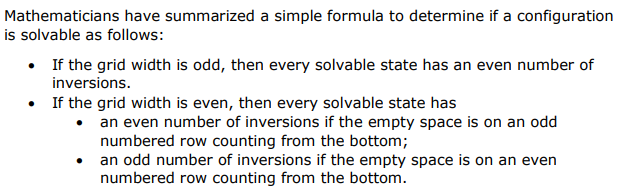 Mathematicians have summarized a simple formula to determine if a configuration
is solvable as follows:
• If the grid width is odd, then every solvable state has an even number of
inversions.
• If the grid width is even, then every solvable state has
• an even number of inversions if the empty space is on an odd
numbered row counting from the bottom;
• an odd number of inversions if the empty space is on an even
numbered row counting from the bottom.